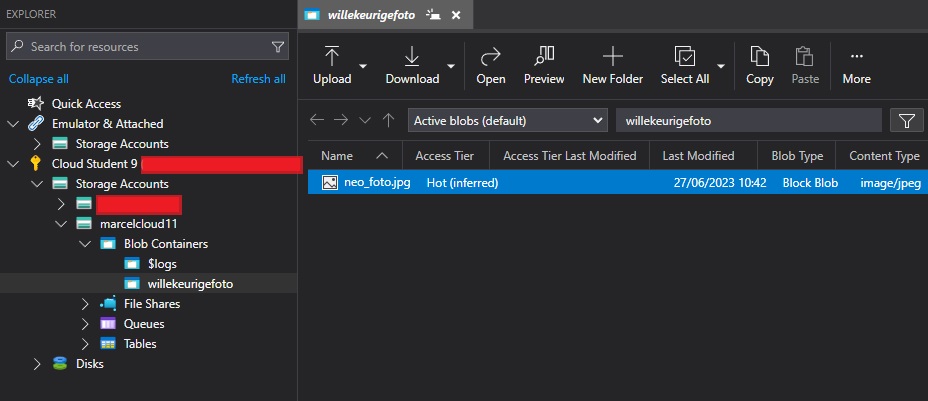 EXPLORER
Search for resources
Collapse all
Refresh all
Quick Access
Emulator & Attached
Storage Accounts
Cloud Student 9
Storage Accounts
marcelcloud11
Blob Containers
$logs
willekeurigefoto
File Shares
Queues
Tables
Disks
willekeurigefoto
Upload Download Open Preview New Folder Select All Copy Paste More
Active blobs (default) willekeurigefoto
Name Access Tier Access Tier Last Modified Last Modified Blob Type Content Type
neo_foto.jpg Hot (inferred) 27/06/2023 10:42 Block Blob image/jpeg